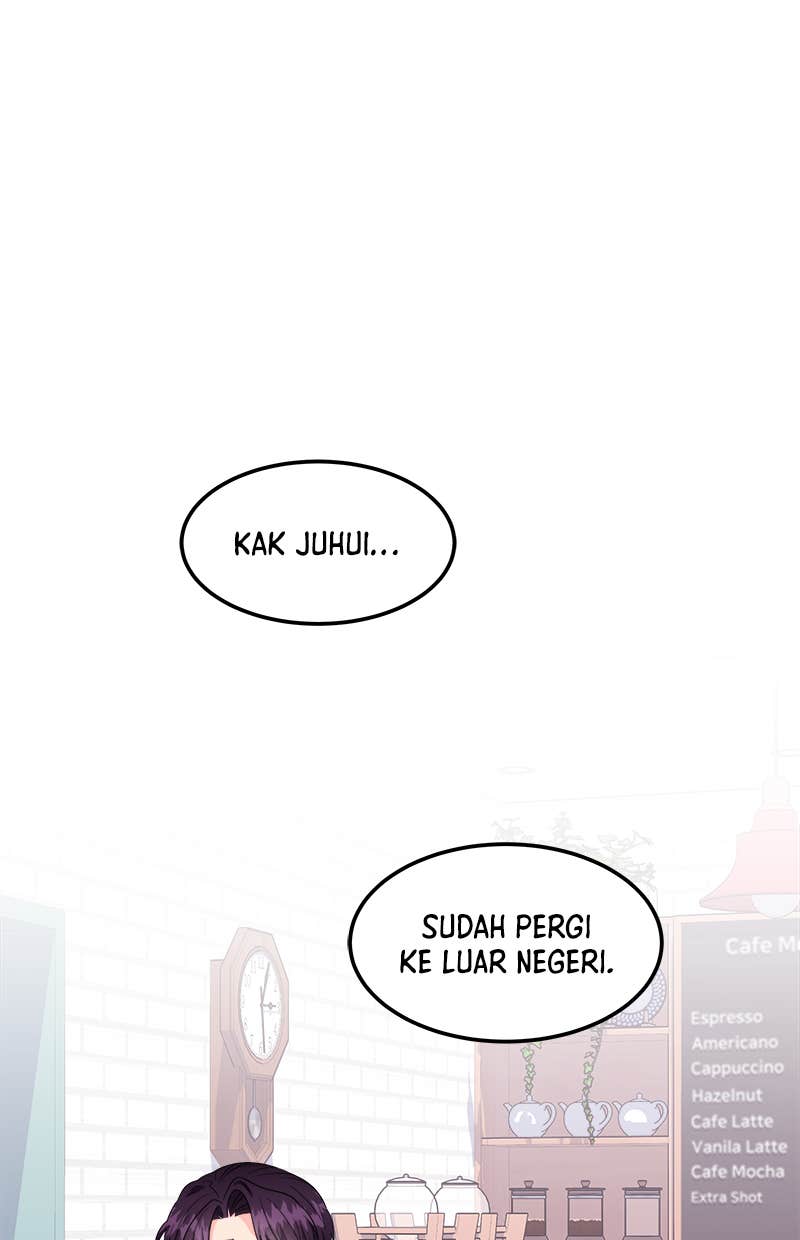 KAK JUHUI...
SUDAH PERGI
KE LUAR NEGERI.
Espresso
Americano
Cappuccino
Hazelnut
Cafe Latte
Vanila Latte
Cafe Mocha
Extra Shot